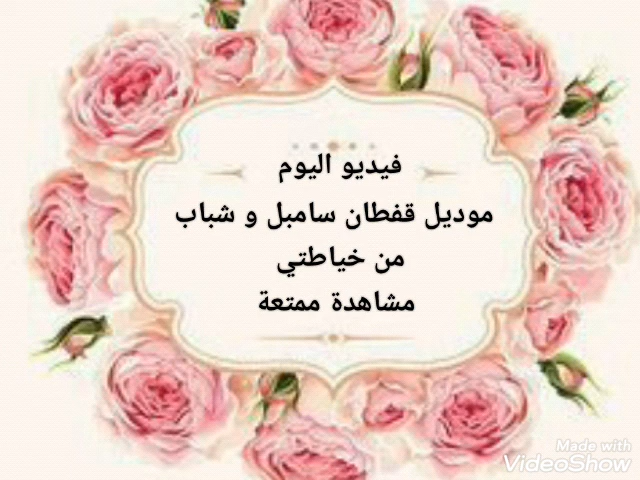 فيديو اليوم
موديل قفطان سامبل و شباب
من خياطتي
مشاهدة ممتعة
Made with
VideoShow